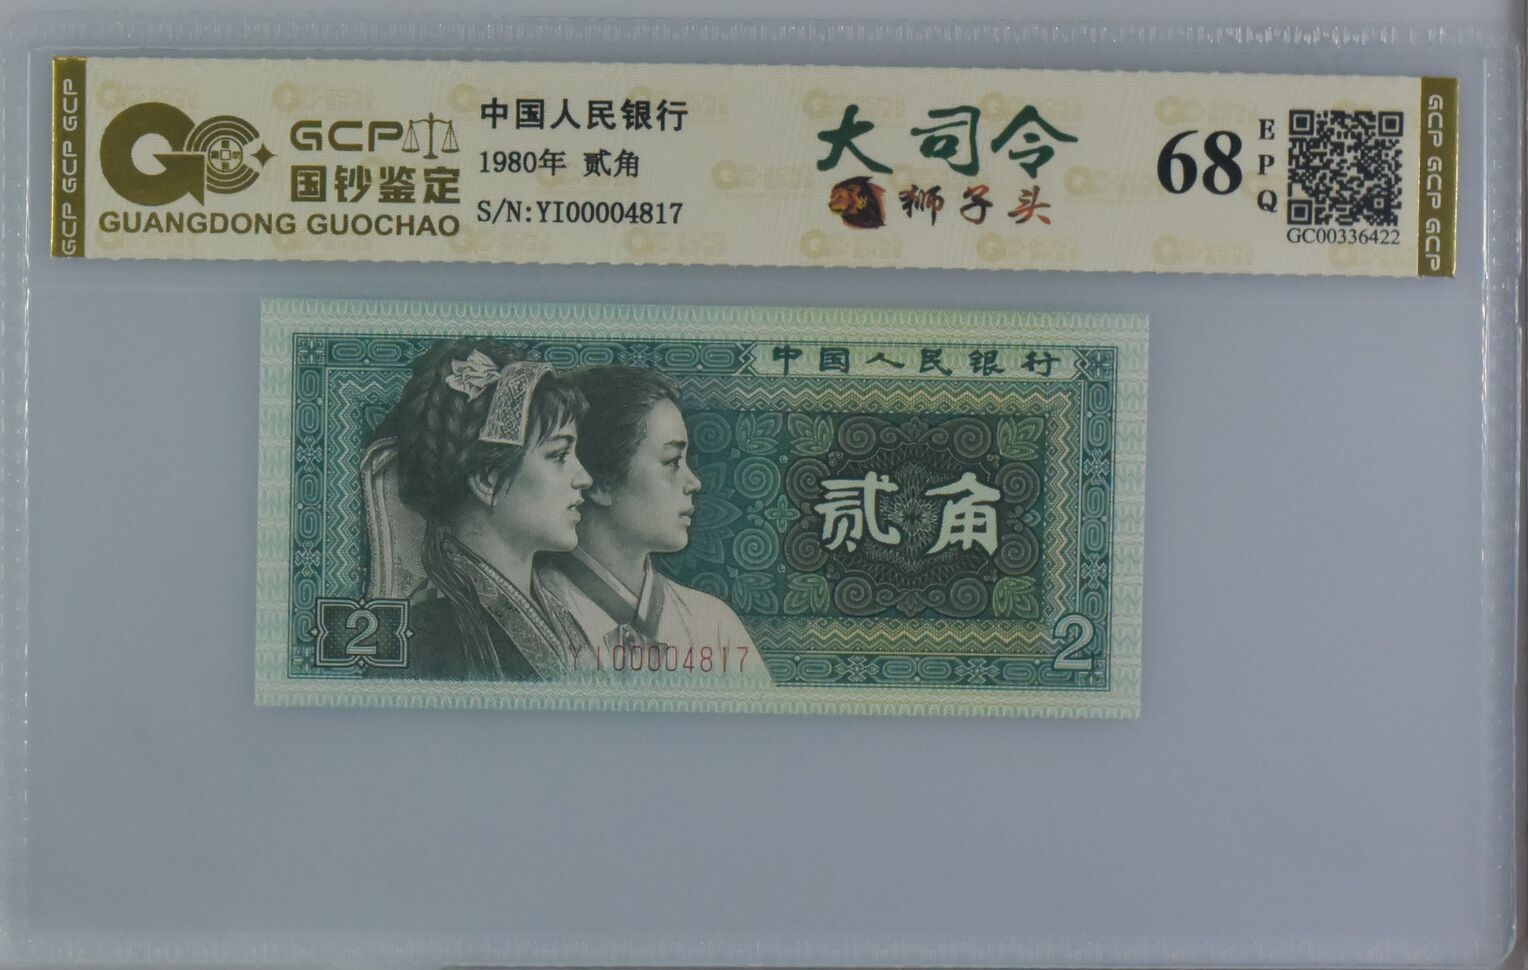 GCP GCP GCP
GCP
国钞鉴定
GUANGDONG GUOCHAO
中国人民银行
1980年 贰角
S/N:YI00004817
大司令
狮子头
68
EPQ
GC00336422
GCP GCP GCP
中国人民银行
贰角
2
2
YI00004817